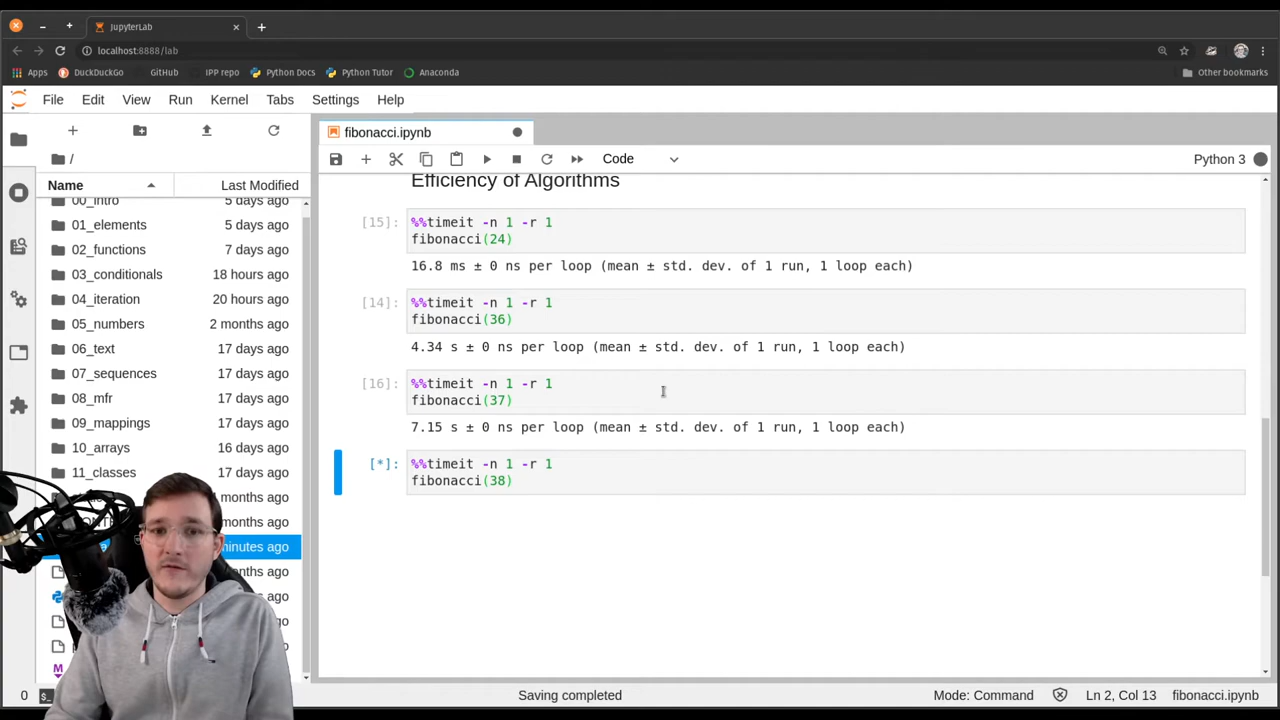 JupyterLab
localhost:8888/lab
Apps DuckDuckGo GitHub IPP repo Python Docs Python Tutor Anaconda Other bookmarks
File Edit View Run Kernel Tabs Settings Help
fibonacci.ipynb
/
Code Python 3
Name Last Modified
00_intro 5 days ago
01_elements 5 days ago
02_functions 7 days ago
03_conditionals 18 hours ago
04_iteration 20 hours ago
05_numbers 2 months ago
06_text 17 days ago
07_sequences 17 days ago
08_mfr 17 days ago
09_mappings 17 days ago
10_arrays 16 days ago
11_classes 17 days ago
months ago
months ago
minutes ago
months ago
ago
ago
ago
ago
M
Efficiency of Algorithms
[15]: %%timeit -n 1 -r 1
fibonacci(24)
16.8 ms ± 0 ns per loop (mean ± std. dev. of 1 run, 1 loop each)
[14]: %%timeit -n 1 -r 1
fibonacci(36)
4.34 s ± 0 ns per loop (mean ± std. dev. of 1 run, 1 loop each)
[16]: %%timeit -n 1 -r 1
fibonacci(37)
7.15 s ± 0 ns per loop (mean ± std. dev. of 1 run, 1 loop each)
[*]: %%timeit -n 1 -r 1
fibonacci(38)
0 $_ Saving completed Mode: Command Ln 2, Col 13 fibonacci.ipynb